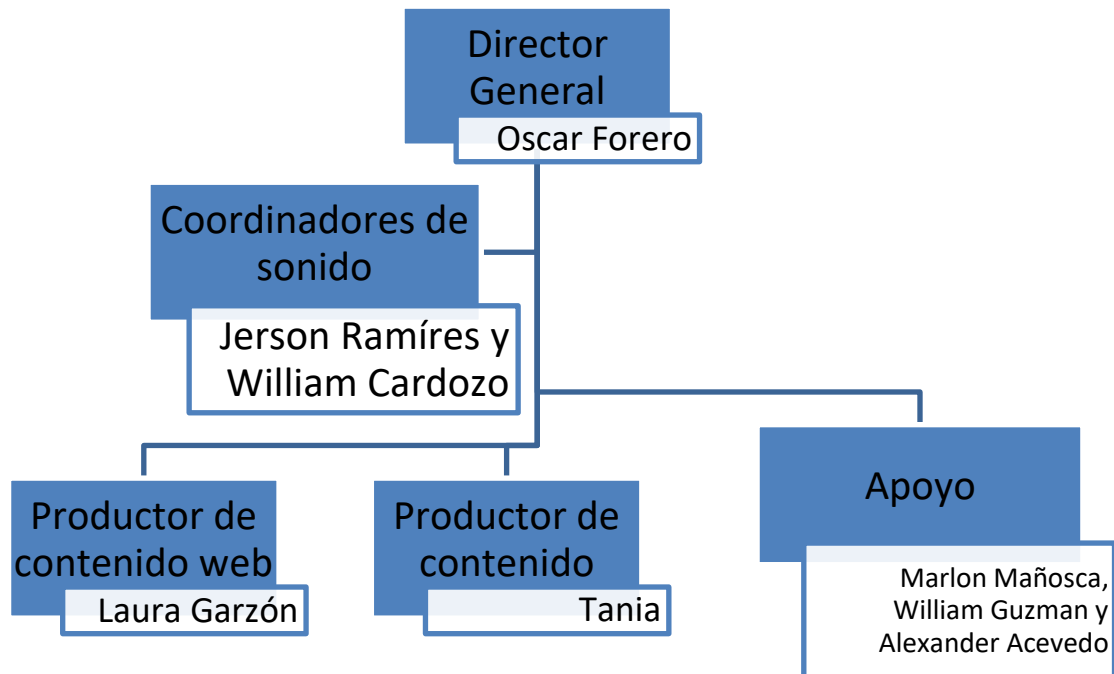 Director
General
Oscar Forero
Coordinadores de
sonido
Jerson Ramíres y
William Cardozo
Productor de
contenido web
Laura Garzón
Productor de
contenido
Tania
Apoyo
Marlon Mañosca,
William Guzman y
Alexander Acevedo